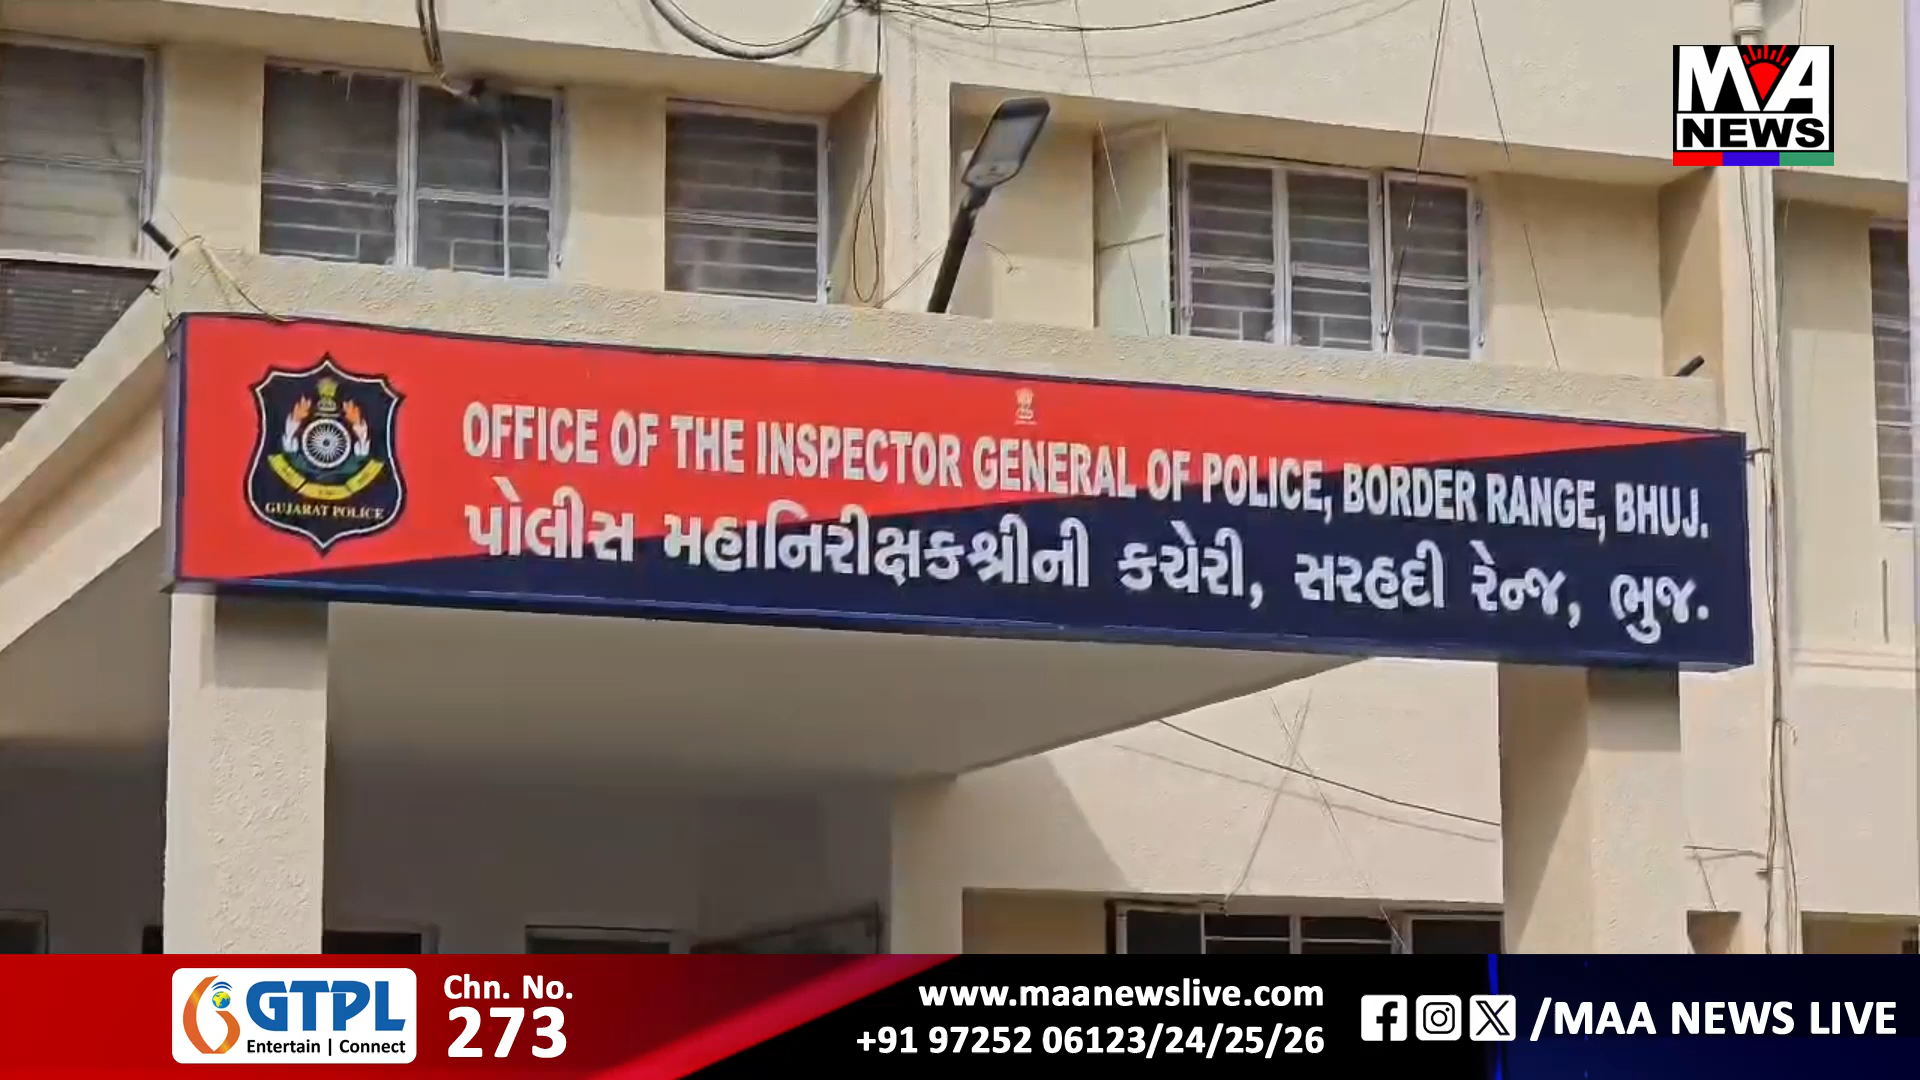 MAA
NEWS
OFFICE OF THE INSPECTOR GENERAL OF POLICE, BORDER RANGE, BHUJ.
પોલીસ મહાનિરીક્ષકશ્રીની કચેરી, સરહદી રેન્જ, ભુજ.
GUJARAT POLICE
GTPL
Entertain | Connect
Chn. No.
273
www.maanewslive.com
+91 97252 06123/24/25/26
/MAA NEWS LIVE